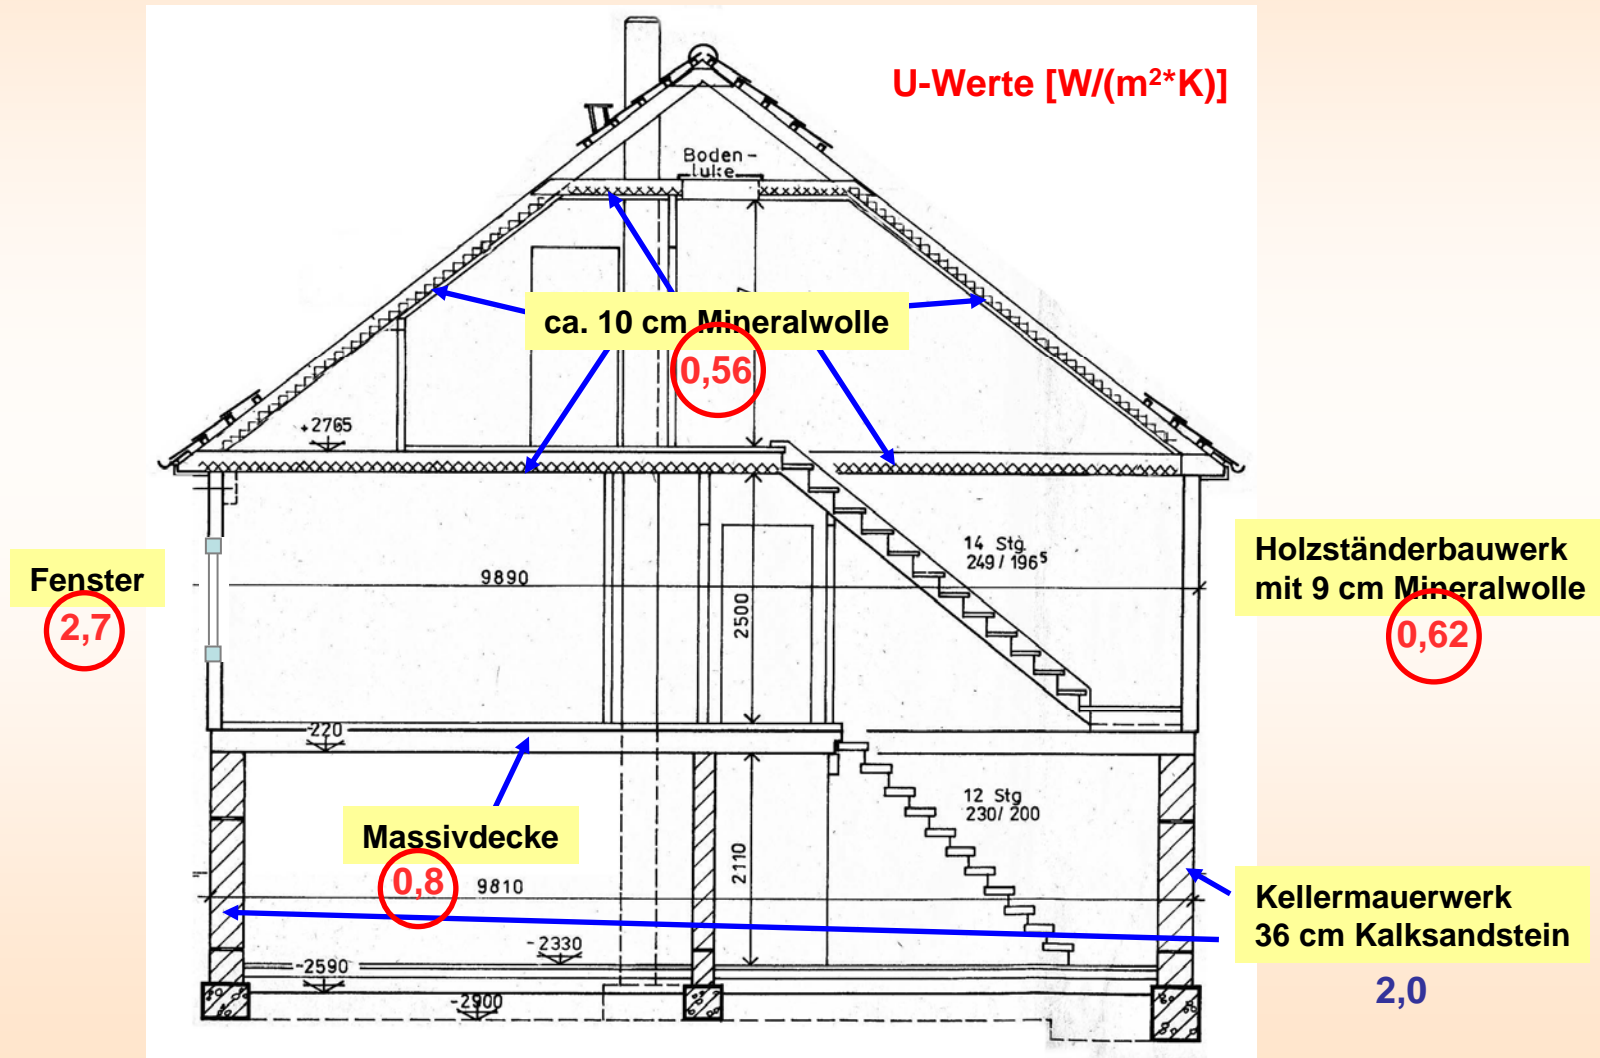 U-Werte [W/(m²*K)]
Boden-
luke
ca. 10 cm Mineralwolle
0,56
+2765
14 Stg.
249/196⁵
Fenster
2,7
9890
2500
Holzständerbauwerk
mit 9 cm Mineralwolle
0,62
-220
12 Stg
230/200
Massivdecke
0,8
9810
2110
Kellermauerwerk
36 cm Kalksandstein
2,0
-2330
-2590
-2900